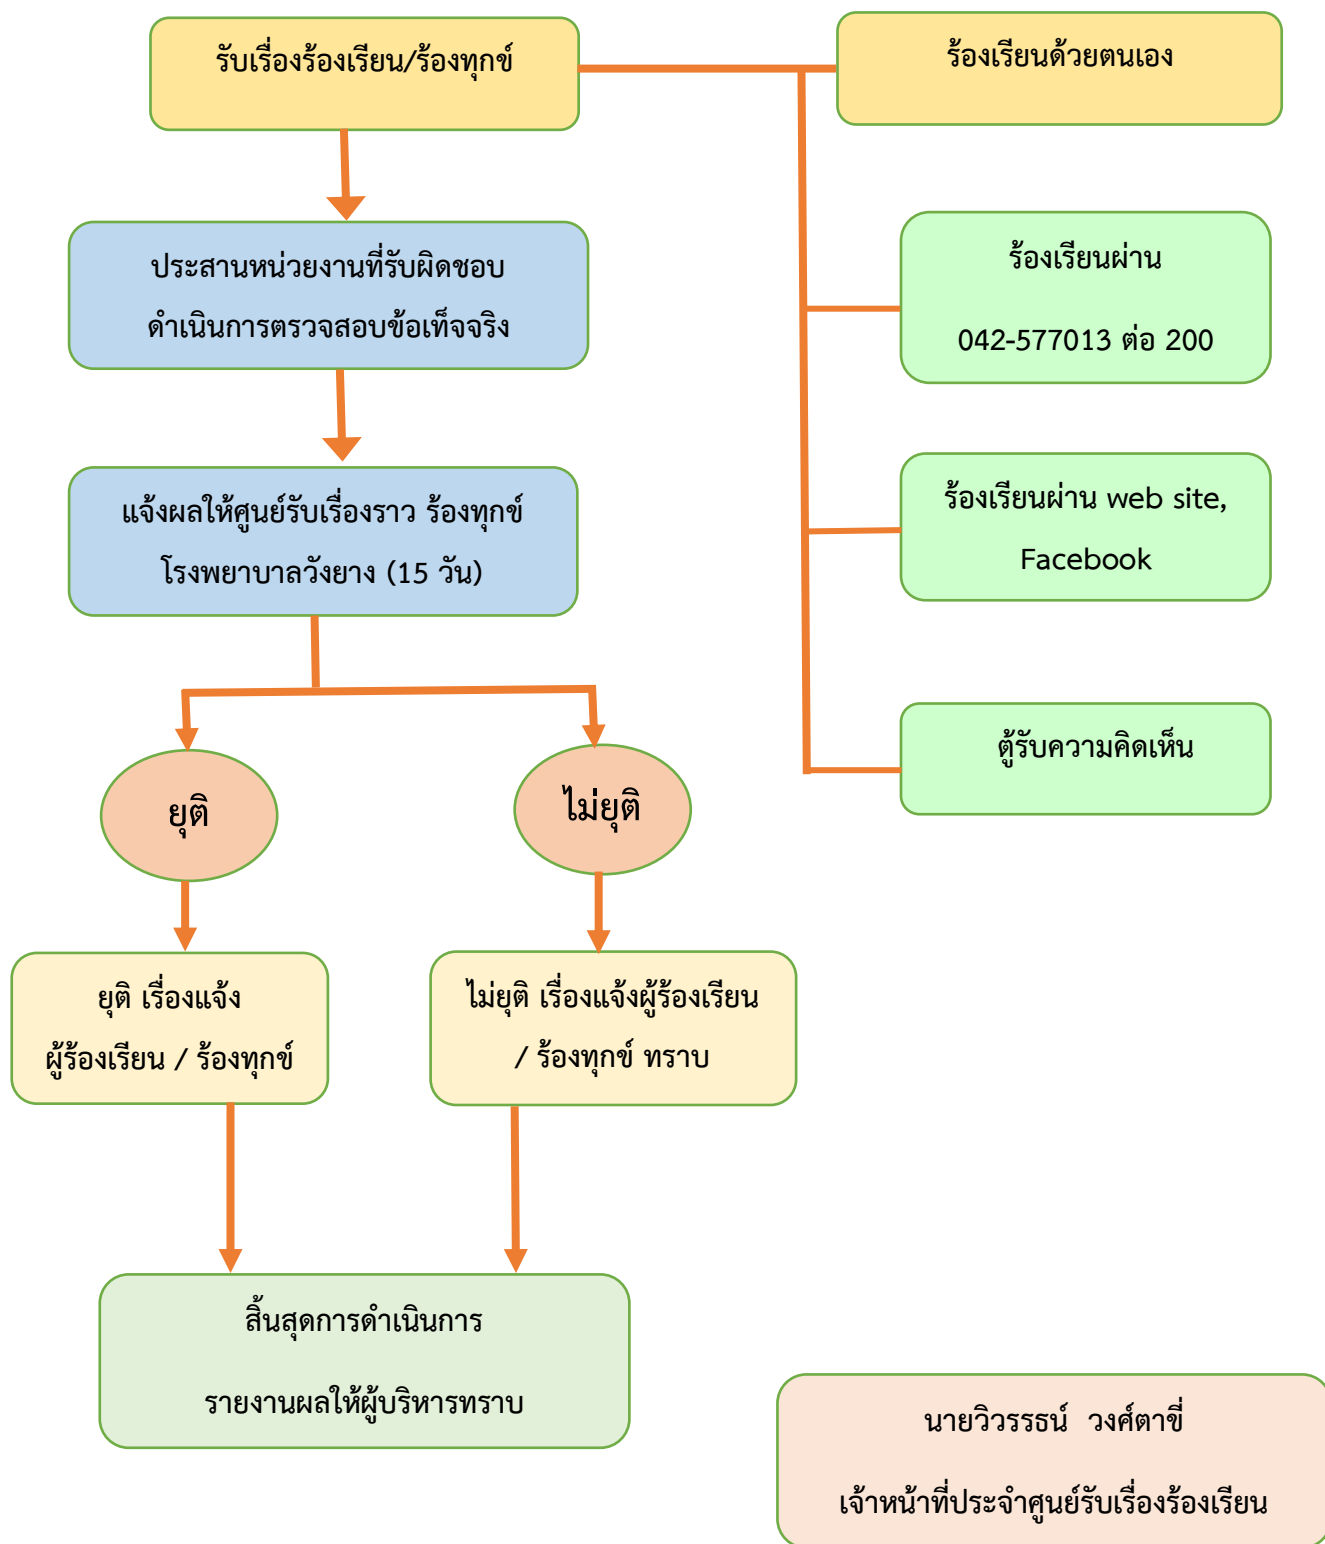 รับเรื่องร้องเรียน/ร้องทุกข์
ร้องเรียนด้วยตนเอง
ประสานหน่วยงานที่รับผิดชอบ
ดำเนินการตรวจสอบข้อเท็จจริง
ร้องเรียนผ่าน
042-577013 ต่อ 200
แจ้งผลให้ศูนย์รับเรื่องราว ร้องทุกข์
โรงพยาบาลวังยาง (15 วัน)
ร้องเรียนผ่าน web site,
Facebook
ตู้รับความคิดเห็น
ยุติ
ไม่ยุติ
ยุติ เรื่องแจ้ง
ผู้ร้องเรียน / ร้องทุกข์
ไม่ยุติ เรื่องแจ้งผู้ร้องเรียน
/ ร้องทุกข์ ทราบ
สิ้นสุดการดำเนินการ
รายงานผลให้ผู้บริหารทราบ
นายวิวรรธน์ วงศ์ตาขี่
เจ้าหน้าที่ประจำศูนย์รับเรื่องร้องเรียน